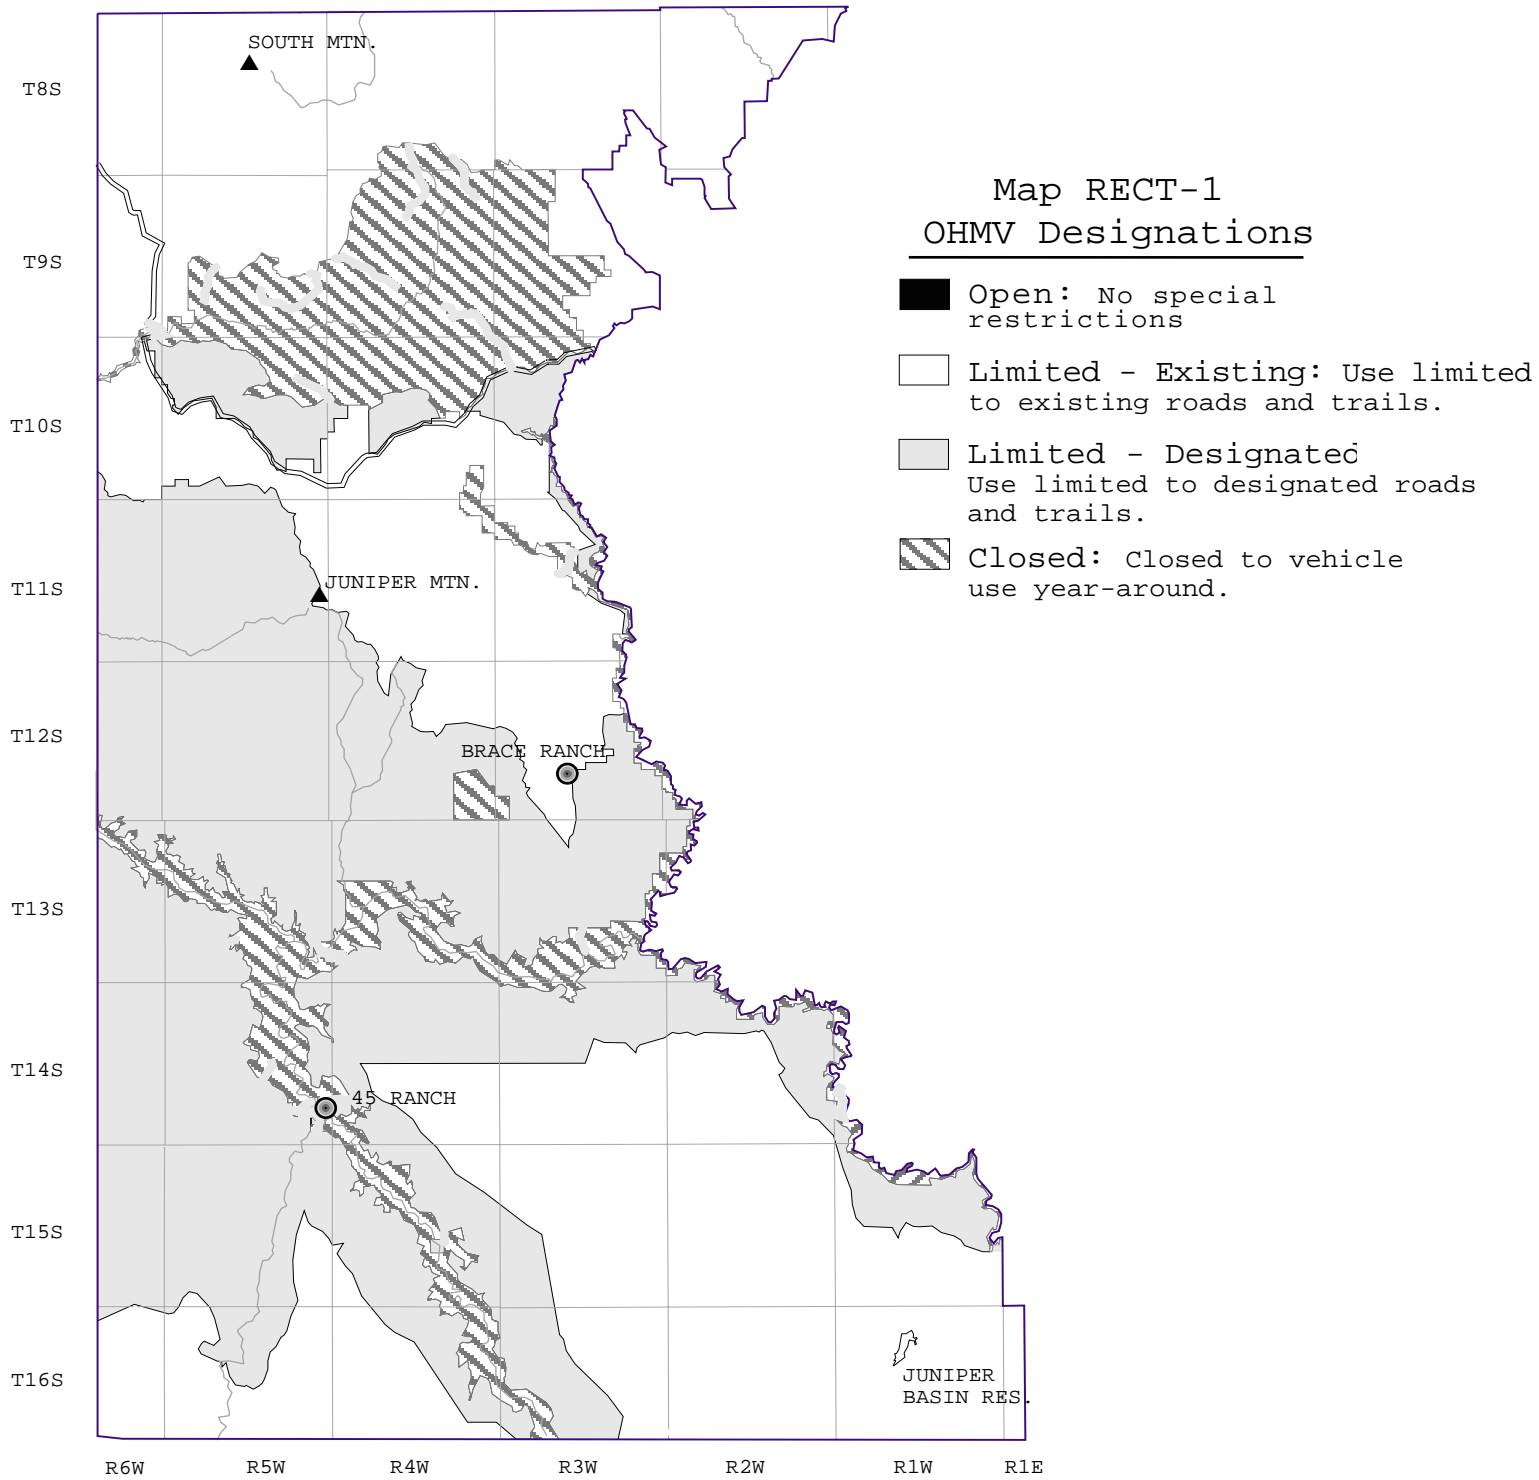 SOUTH MTN.
T8S
Map RECT-1
OHMV Designations
T9S
Open: No special
restrictions
Limited - Existing: Use limited
to existing roads and trails.
T10S
Limited - Designated
Use limited to designated roads
and trails.
Closed: Closed to vehicle
use year-around.
T11S
JUNIPER MTN.
T12S
BRACE RANCH
T13S
T14S
45 RANCH
T15S
T16S
JUNIPER
BASIN RES.
R6W R5W R4W R3W R2W R1W R1E